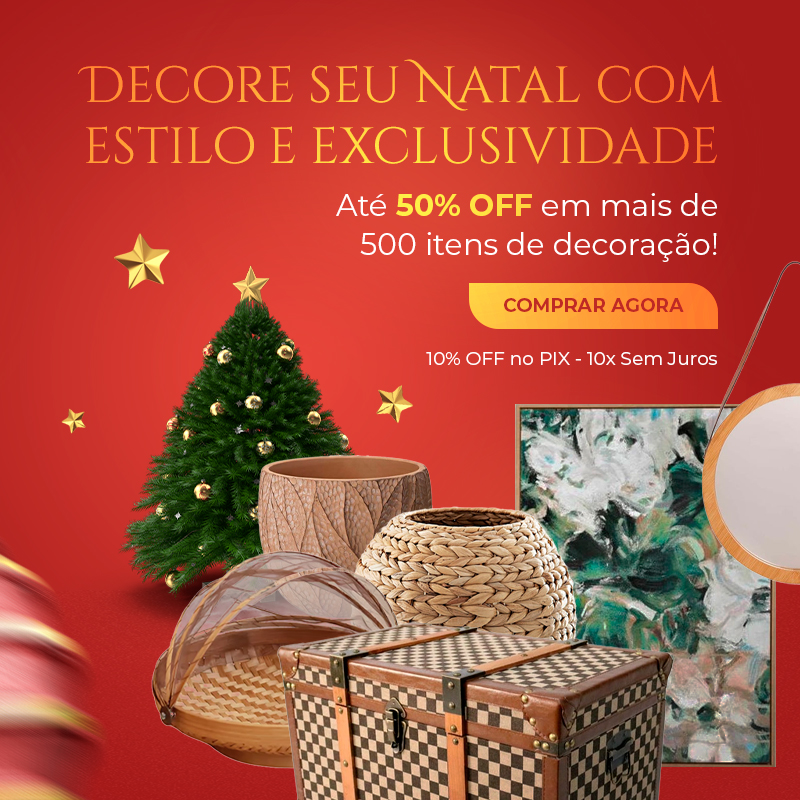 Decore seu Natal com
estilo e exclusividade
Até 50% OFF em mais de
500 itens de decoração!
COMPRAR AGORA
10% OFF no PIX - 10x Sem Juros